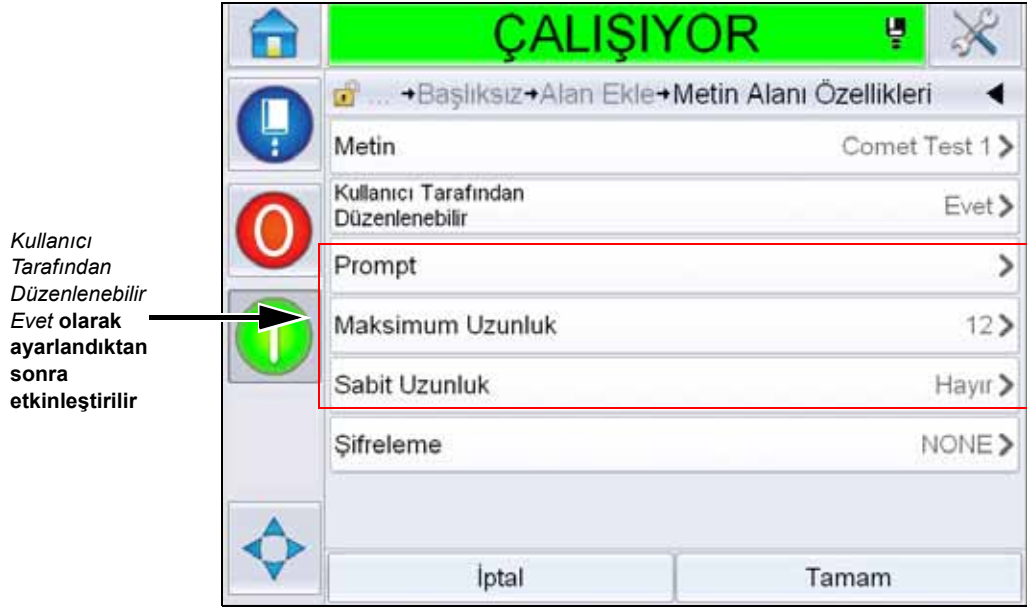 ÇALIŞIYOR
... →Başlıksız→Alan Ekle→Metin Alanı Özellikleri
Metin
Comet Test 1
Kullanıcı Tarafından
Düzenlenebilir
Evet
Prompt
Maksimum Uzunluk
12
Sabit Uzunluk
Hayır
Şifreleme
NONE
İptal
Tamam
Kullanıcı
Tarafından
Düzenlenebilir
Evet olarak
ayarlandıktan
sonra
etkinleştirilir